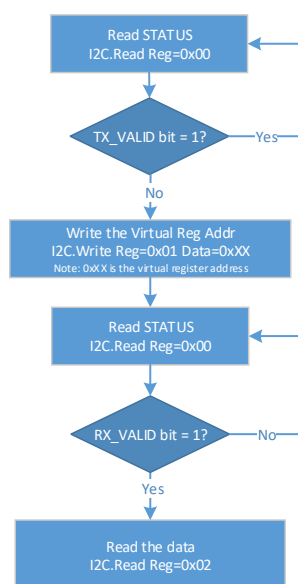 Read STATUS
I2C.Read Reg=0x00
TX_VALID bit = 1?
Yes
No
Write the Virtual Reg Addr
I2C.Write Reg=0x01 Data=0xXX
Note: 0xXX is the virtual register address
Read STATUS
I2C.Read Reg=0x00
RX_VALID bit = 1?
No
Yes
Read the data
I2C.Read Reg=0x02